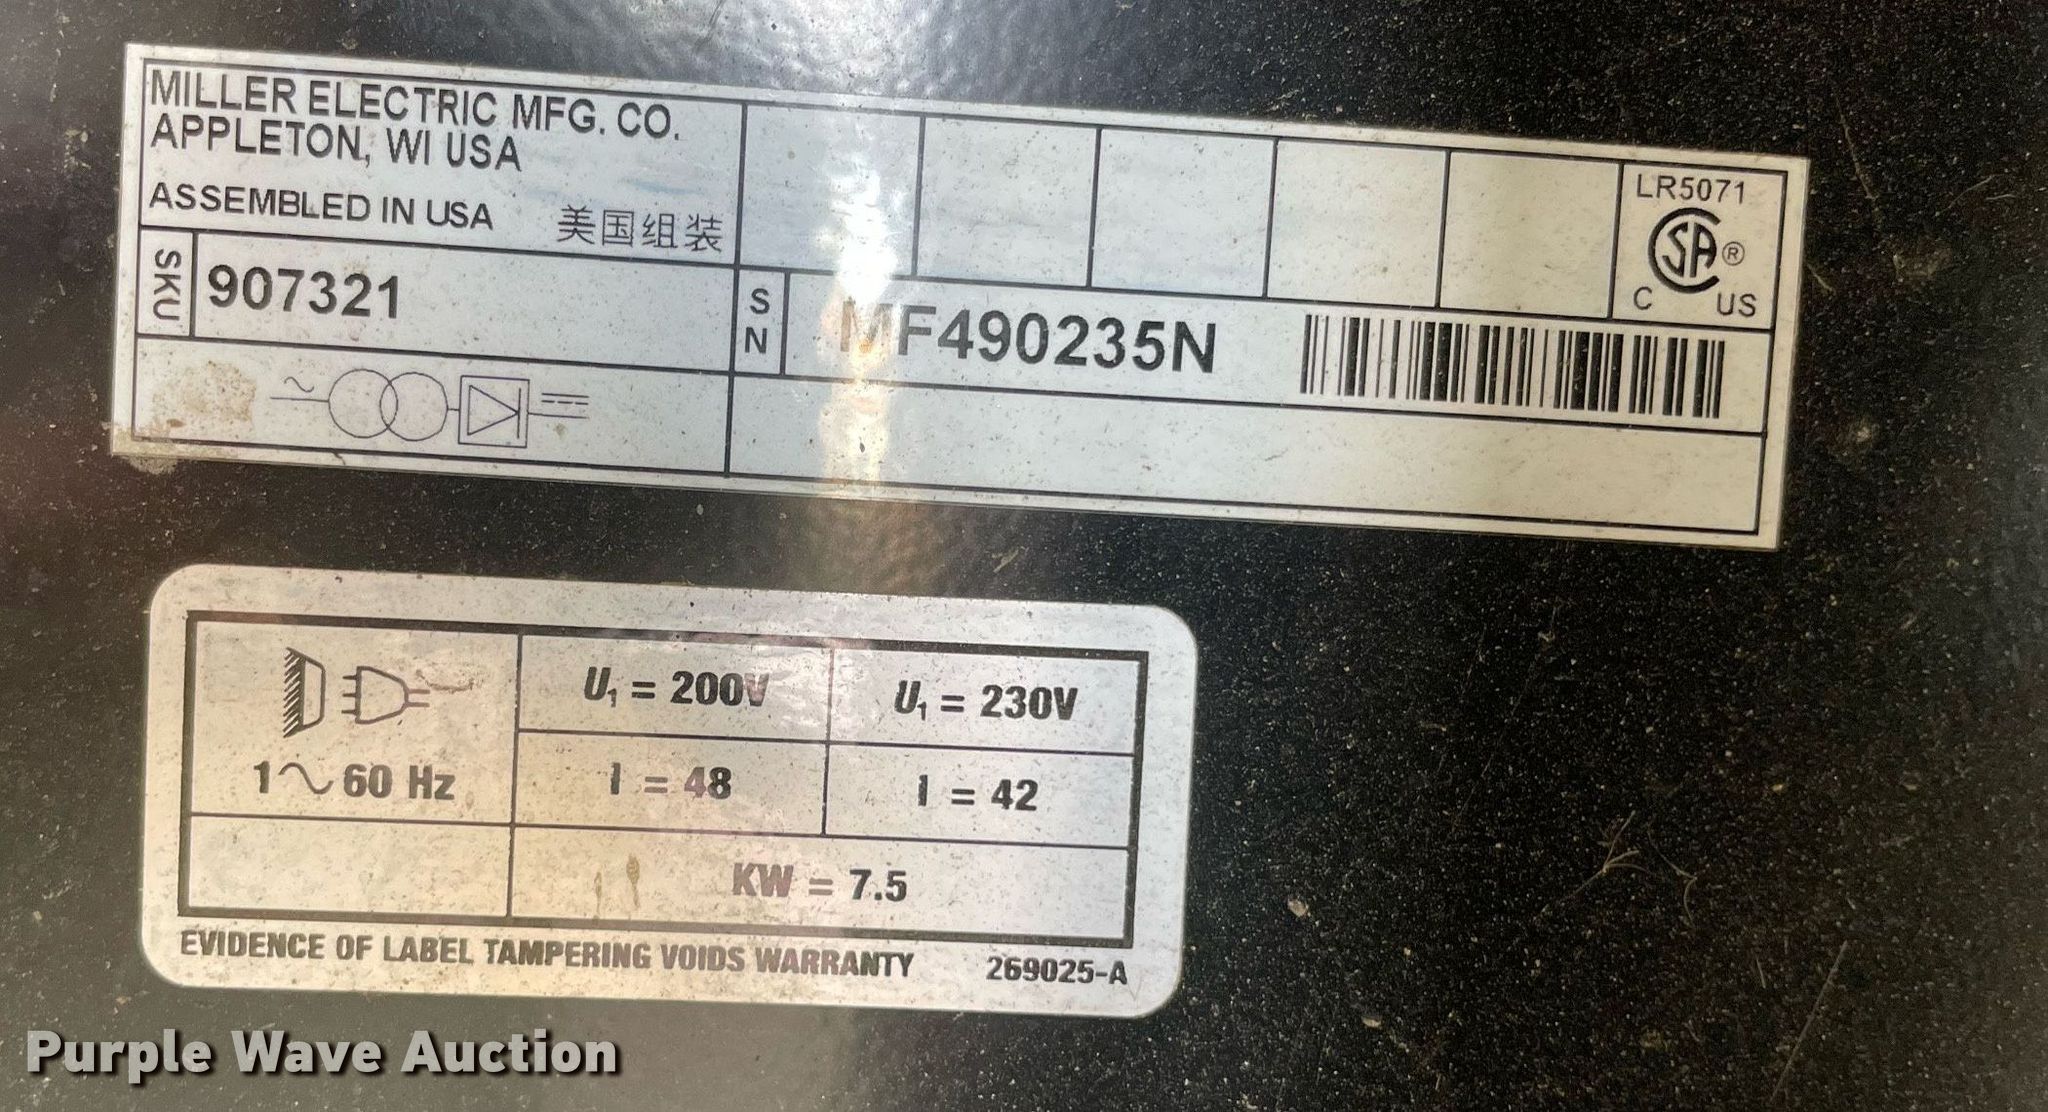 MILLER ELECTRIC MFG. CO.
APPLETON, WI USA
ASSEMBLED IN USA 美国组装
LR5071
CSA®
C US
SKU 907321
SN MF490235N
U₁ = 200V U₁ = 230V
1~60 Hz
I = 48 I = 42
KW = 7.5
EVIDENCE OF LABEL TAMPERING VOIDS WARRANTY 269025-A
Purple Wave Auction